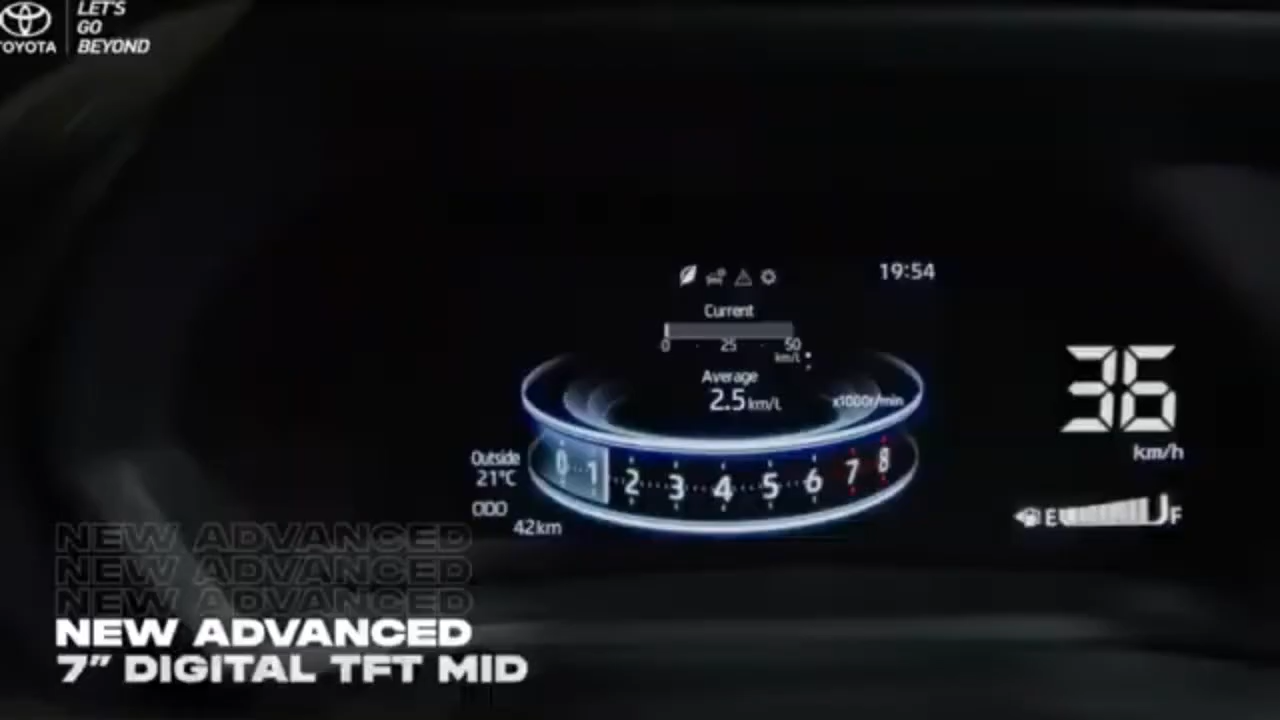 TOYOTA
LET'S
GO
BEYOND
19:54
Current
0 25 50
km/l
Average
2.5 km/L
x1000r/min
36
km/h
Outside
21°C
0 1 2 3 4 5 6 7 8
ODO
42km
E F
NEW ADVANCED
NEW ADVANCED
NEW ADVANCED
NEW ADVANCED
7" DIGITAL TFT MID